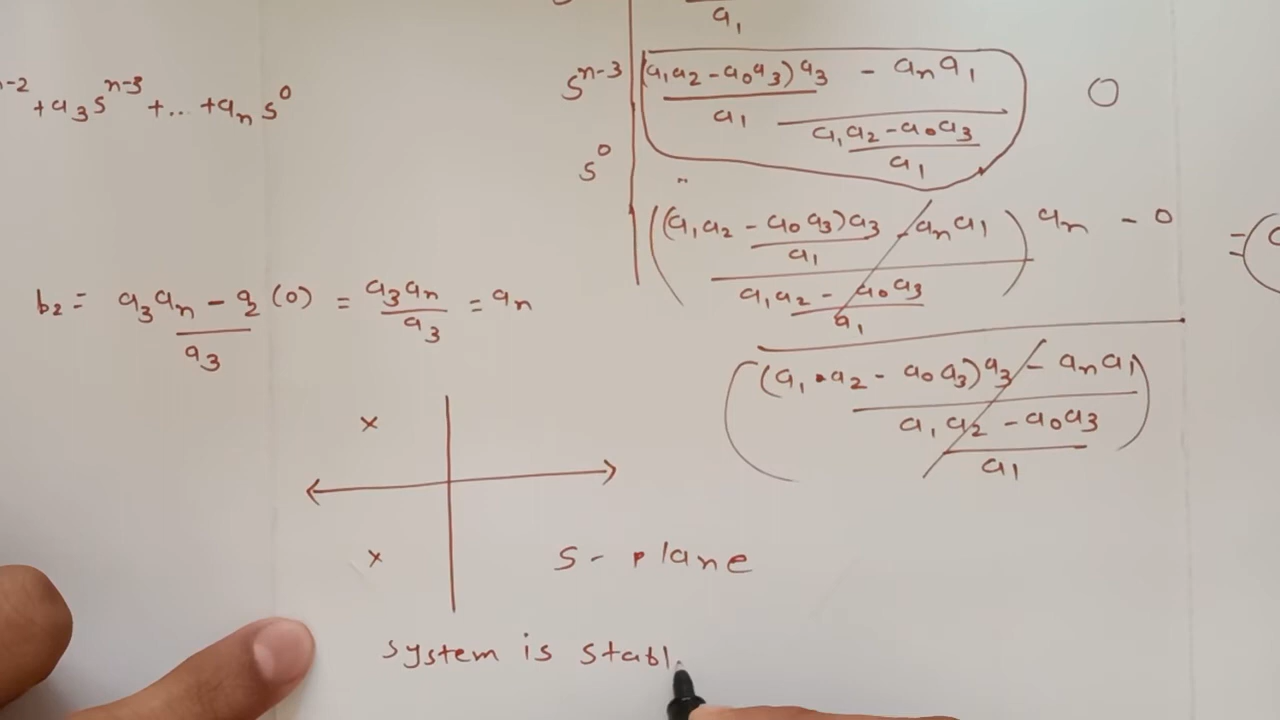 a₁
n-2 + a₃s^(n-3) + ... + aₙs⁰
s^(n-3) | ((a₁a₂ - a₀a₃)/a₁ a₃ - aₙa₁) / ((a₁a₂ - a₀a₃)/a₁) 0
s⁰
(((a₁a₂ - a₀a₃)a₃/a₁ - aₙa₁) / ((a₁a₂ - a₀a₃)/a₁)) aₙ - 0 =
(((a₁·a₂ - a₀a₃)a₃ - aₙa₁) / ((a₁a₂ - a₀a₃)/a₁))
b₂ = (a₃aₙ - a₂(0))/a₃ = a₃aₙ/a₃ = aₙ
x
x
s - plane
system is stabl